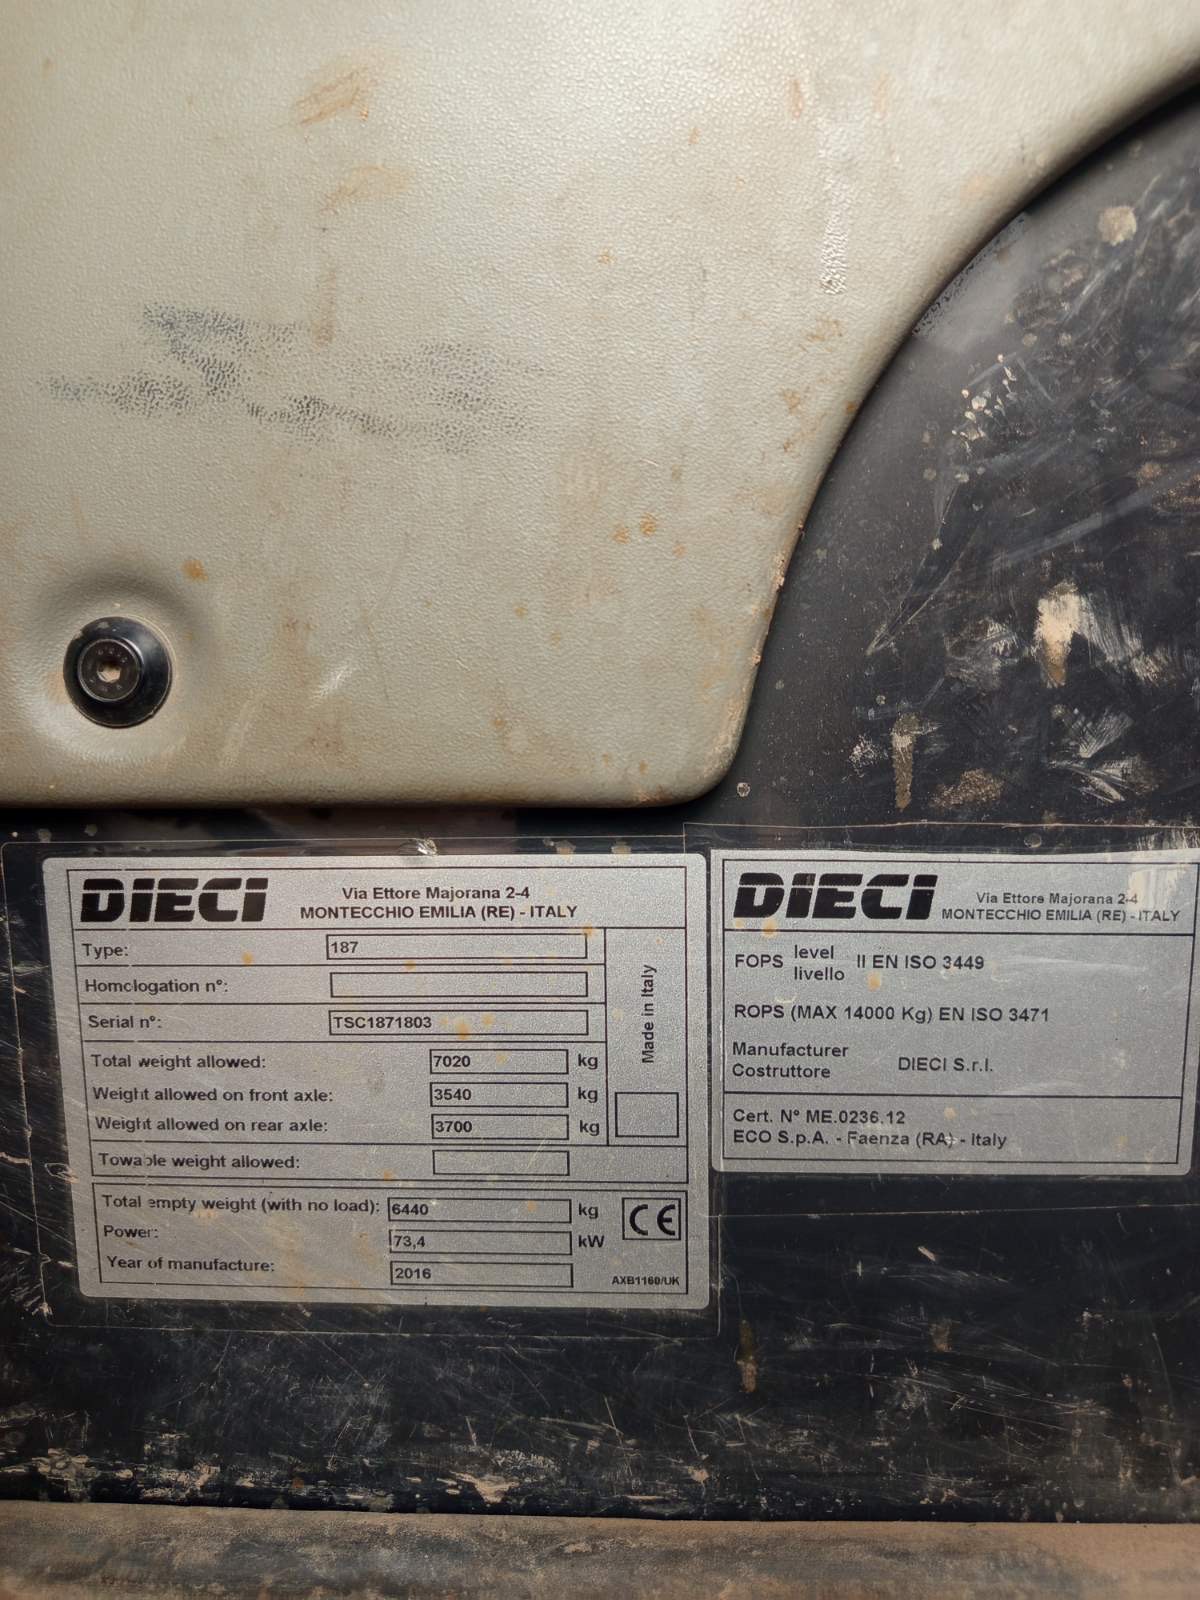 DIECI
Via Ettore Majorana 2-4
MONTECCHIO EMILIA (RE) - ITALY
Type: 187
Homologation n°:
Serial n°: TSC1871803
Total weight allowed: 7020 kg
Weight allowed on front axle: 3540 kg
Weight allowed on rear axle: 3700 kg
Towable weight allowed:
Made in Italy
Total empty weight (with no load): 6440 kg
Power: 73,4 kW
Year of manufacture: 2016
CE
AXB1160/UK
DIECI
Via Ettore Majorana 2-4
MONTECCHIO EMILIA (RE) - ITALY
FOPS level livello II EN ISO 3449
ROPS (MAX 14000 Kg) EN ISO 3471
Manufacturer
Costruttore DIECI S.r.l.
Cert. N° ME.0236.12
ECO S.p.A. - Faenza (RA) - Italy